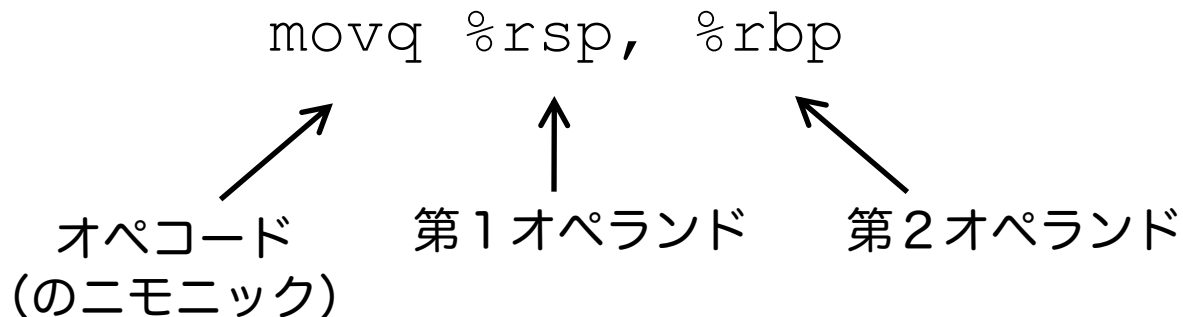 movq %rsp, %rbp
オペコード
(のニモニック)
第1オペランド
第2オペランド